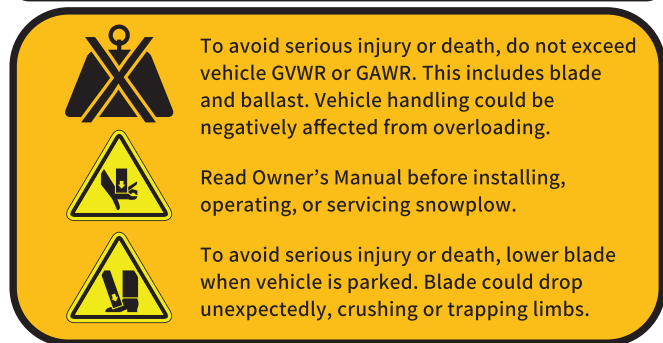 To avoid serious injury or death, do not exceed
vehicle GVWR or GAWR. This includes blade
and ballast. Vehicle handling could be
negatively affected from overloading.
Read Owner’s Manual before installing,
operating, or servicing snowplow.
To avoid serious injury or death, lower blade
when vehicle is parked. Blade could drop
unexpectedly, crushing or trapping limbs.